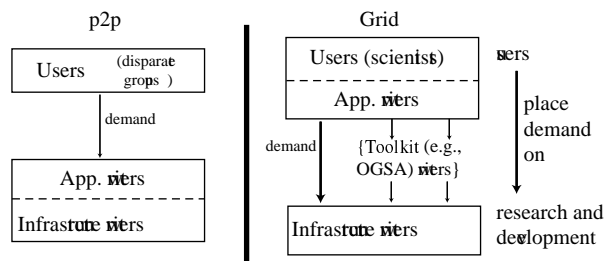 p2p
Users (disparate groups)
demand
App. writers
Infrastructure writers
Grid
Users (scientists)
App. writers
demand
{Toolkit (e.g.,
OGSA) writers}
Infrastructure writers
users
place
demand
on
research and
development